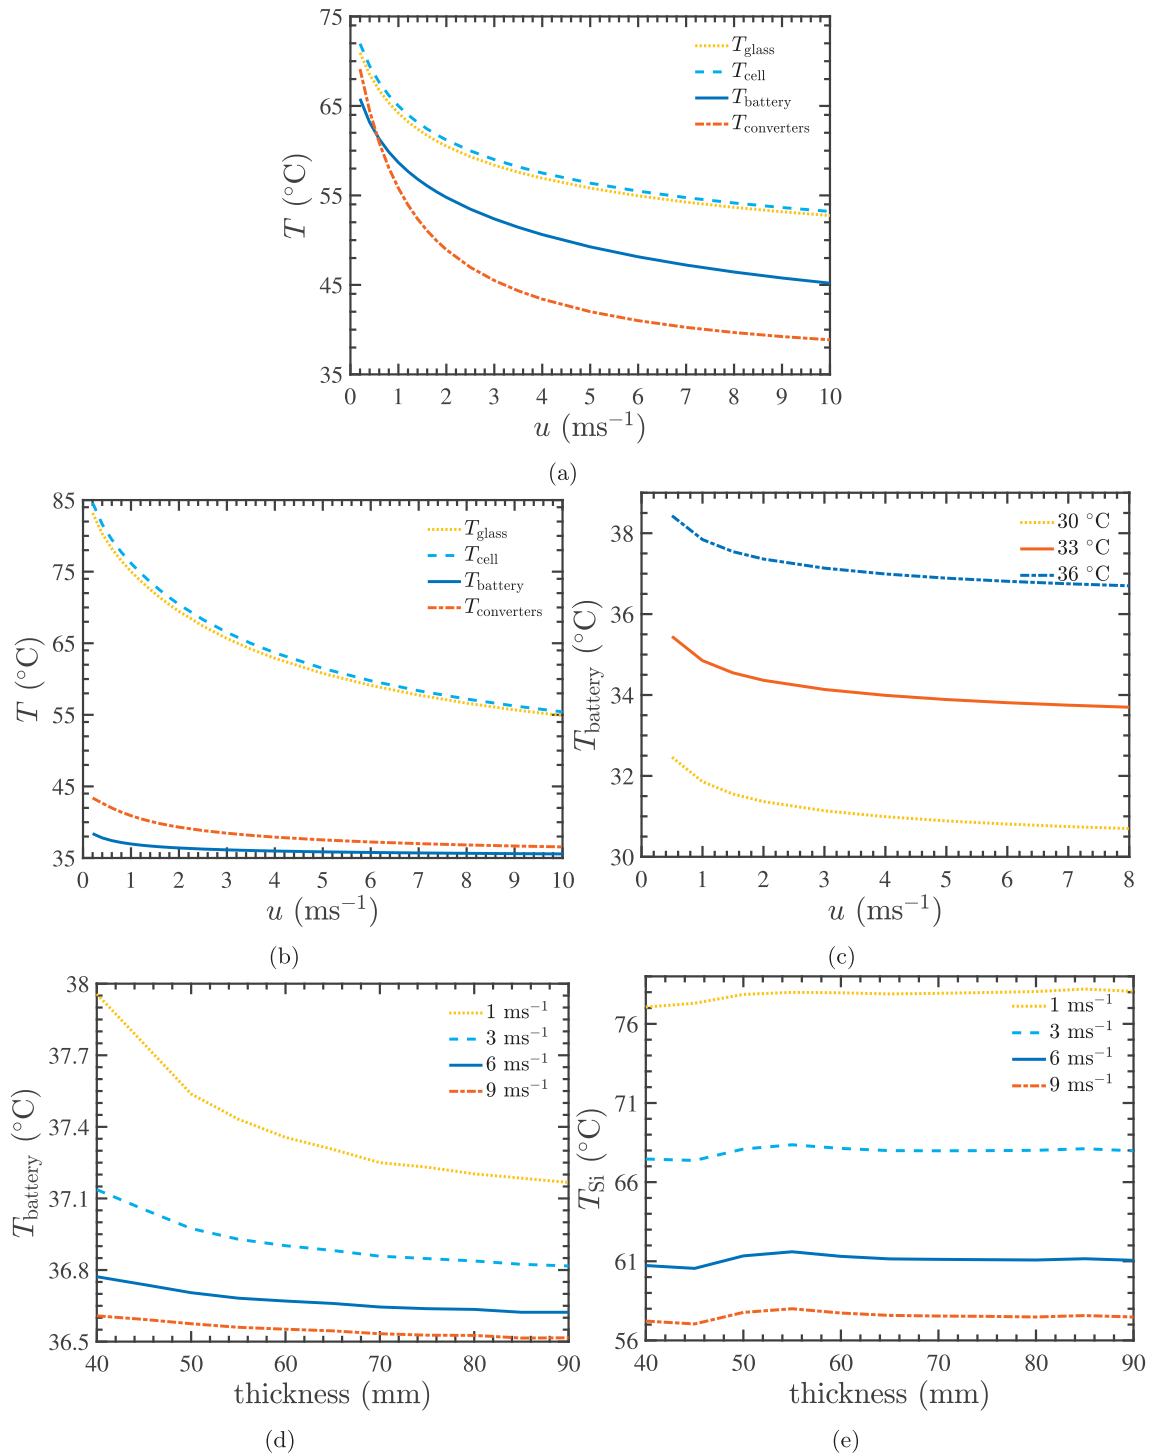 75
65
55
45
35
T (°C)
T_glass
T_cell
T_battery
T_converters
0 1 2 3 4 5 6 7 8 9 10
u (ms⁻¹)
(a)
85
75
65
55
45
35
T (°C)
T_glass
T_cell
T_battery
T_converters
0 1 2 3 4 5 6 7 8 9 10
u (ms⁻¹)
(b)
38
36
34
32
30
T_battery (°C)
30 °C
33 °C
36 °C
0 1 2 3 4 5 6 7 8
u (ms⁻¹)
(c)
38
37.7
37.4
37.1
36.8
36.5
T_battery (°C)
1 ms⁻¹
3 ms⁻¹
6 ms⁻¹
9 ms⁻¹
40 50 60 70 80 90
thickness (mm)
(d)
76
71
66
61
56
T_Si (°C)
1 ms⁻¹
3 ms⁻¹
6 ms⁻¹
9 ms⁻¹
40 50 60 70 80 90
thickness (mm)
(e)